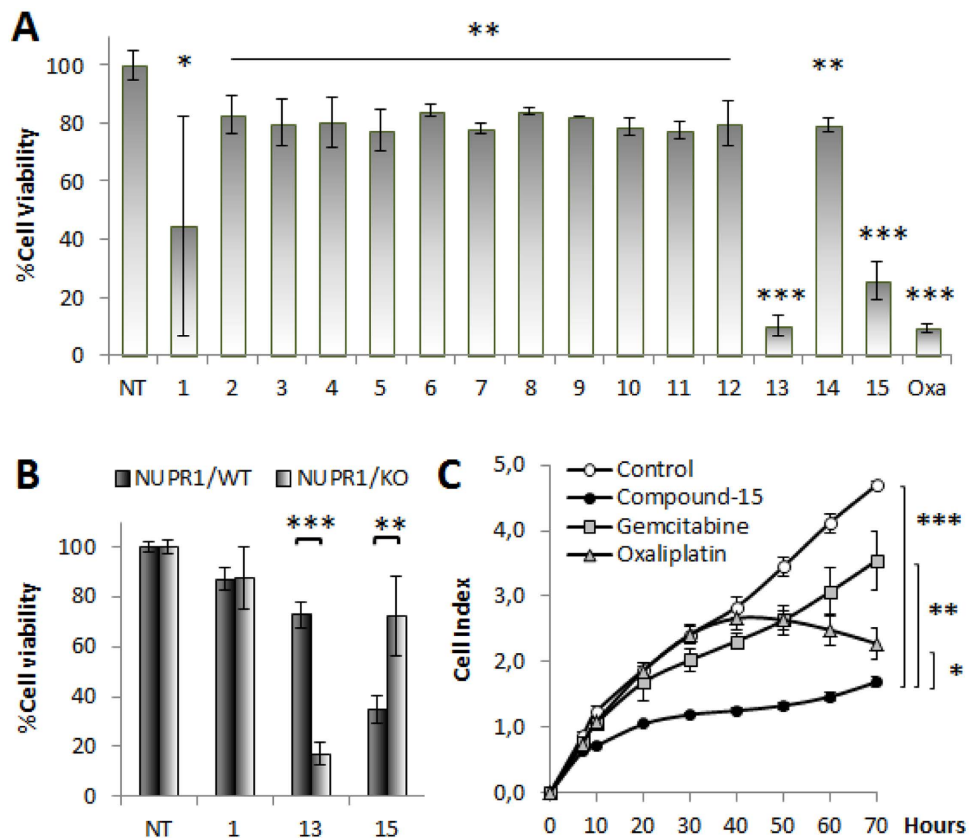 A
**
100
*
**
80
60
***
40
***
***
20
0
%Cell Viability
NT 1 2 3 4 5 6 7 8 9 10 11 12 13 14 15 Oxa
B
NUPR1/WT NUPR1/KO
*** **
100
80
60
40
20
0
%Cell viability
NT 1 13 15
C
5,0
4,0
3,0
2,0
1,0
0,0
Cell Index
Control
Compound-15
Gemcitabine
Oxaliplatin
***
**
*
0 10 20 30 40 50 60 70 Hours